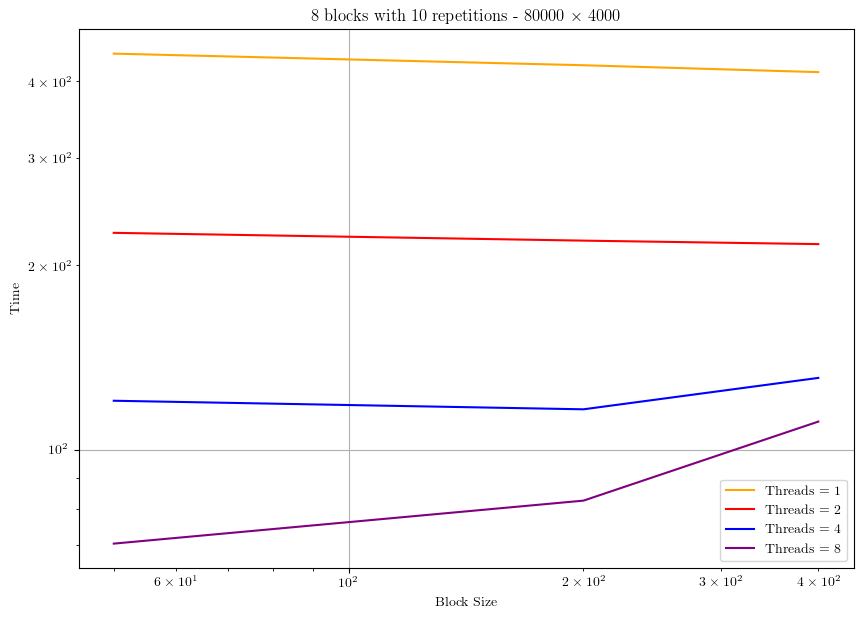 8 blocks with 10 repetitions - 80000 × 4000
Time
4 × 10²
3 × 10²
2 × 10²
10²
6 × 10¹
10²
2 × 10²
3 × 10²
4 × 10²
Block Size
Threads = 1
Threads = 2
Threads = 4
Threads = 8